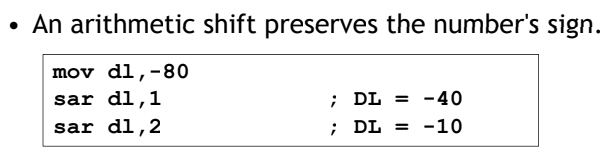 • An arithmetic shift preserves the number's sign.
mov dl,-80
sar dl,1 ; DL = -40
sar dl,2 ; DL = -10